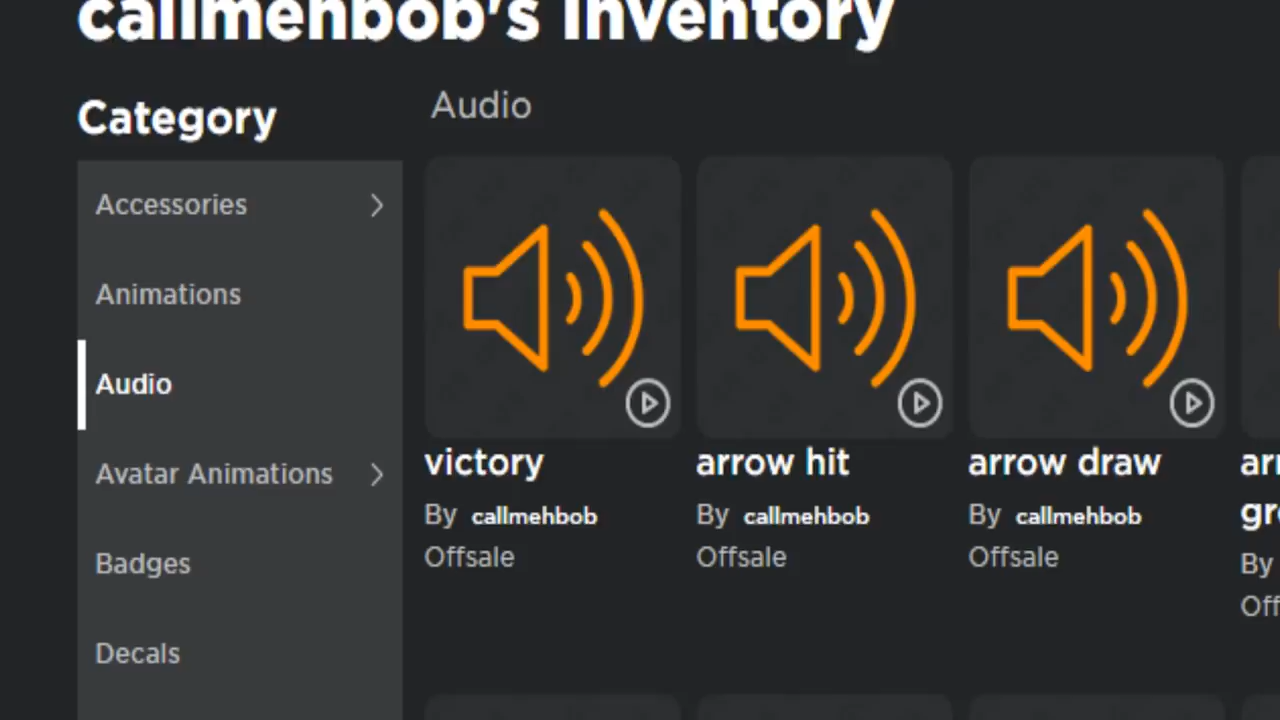 callmehbob's Inventory
Category
Accessories
Animations
Audio
Avatar Animations
Badges
Decals
Audio
victory
By callmehbob
Offsale
arrow hit
By callmehbob
Offsale
arrow draw
By callmehbob
Offsale
By